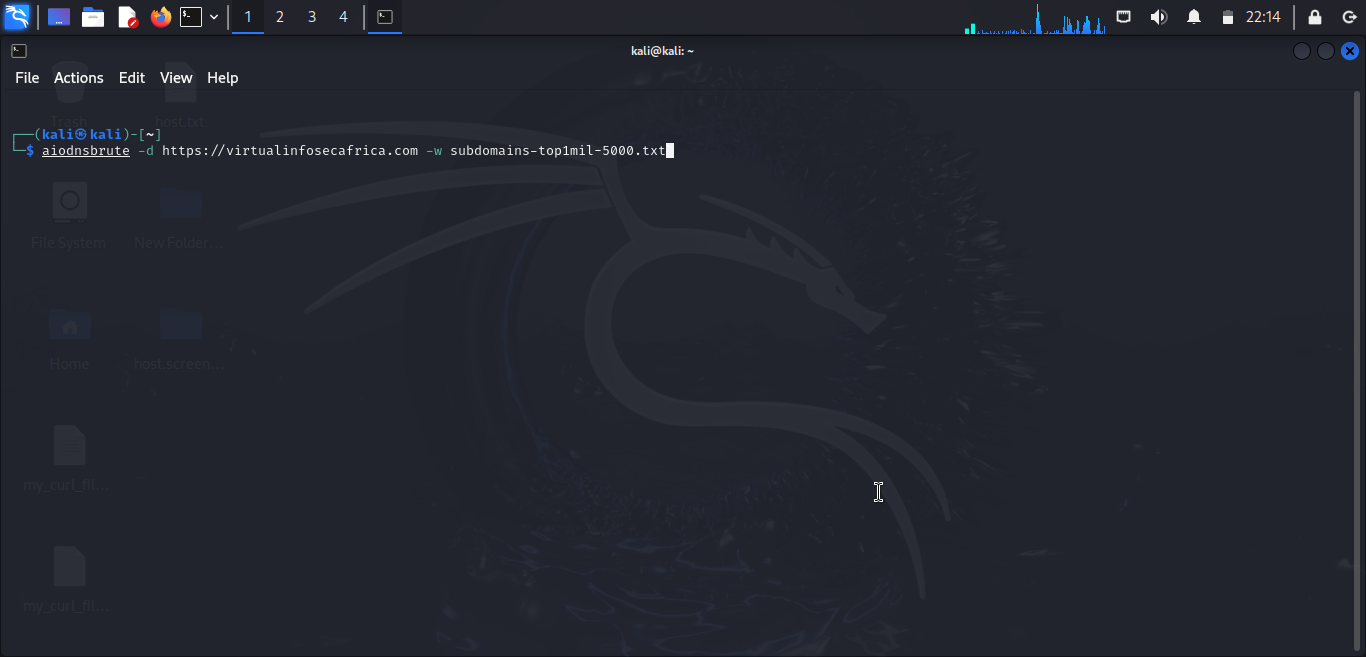 1 2 3 4 22:14
kali@kali: ~
File Actions Edit View Help
Trash host.txt
┌──(kali㉿kali)-[~]
└─$ aiodnsbrute -d https://virtualinfosecafrica.com -w subdomains-top1mil-5000.txt
File System New Folder...
Home host.screen...
my_curl_fil...
my_curl_fil...